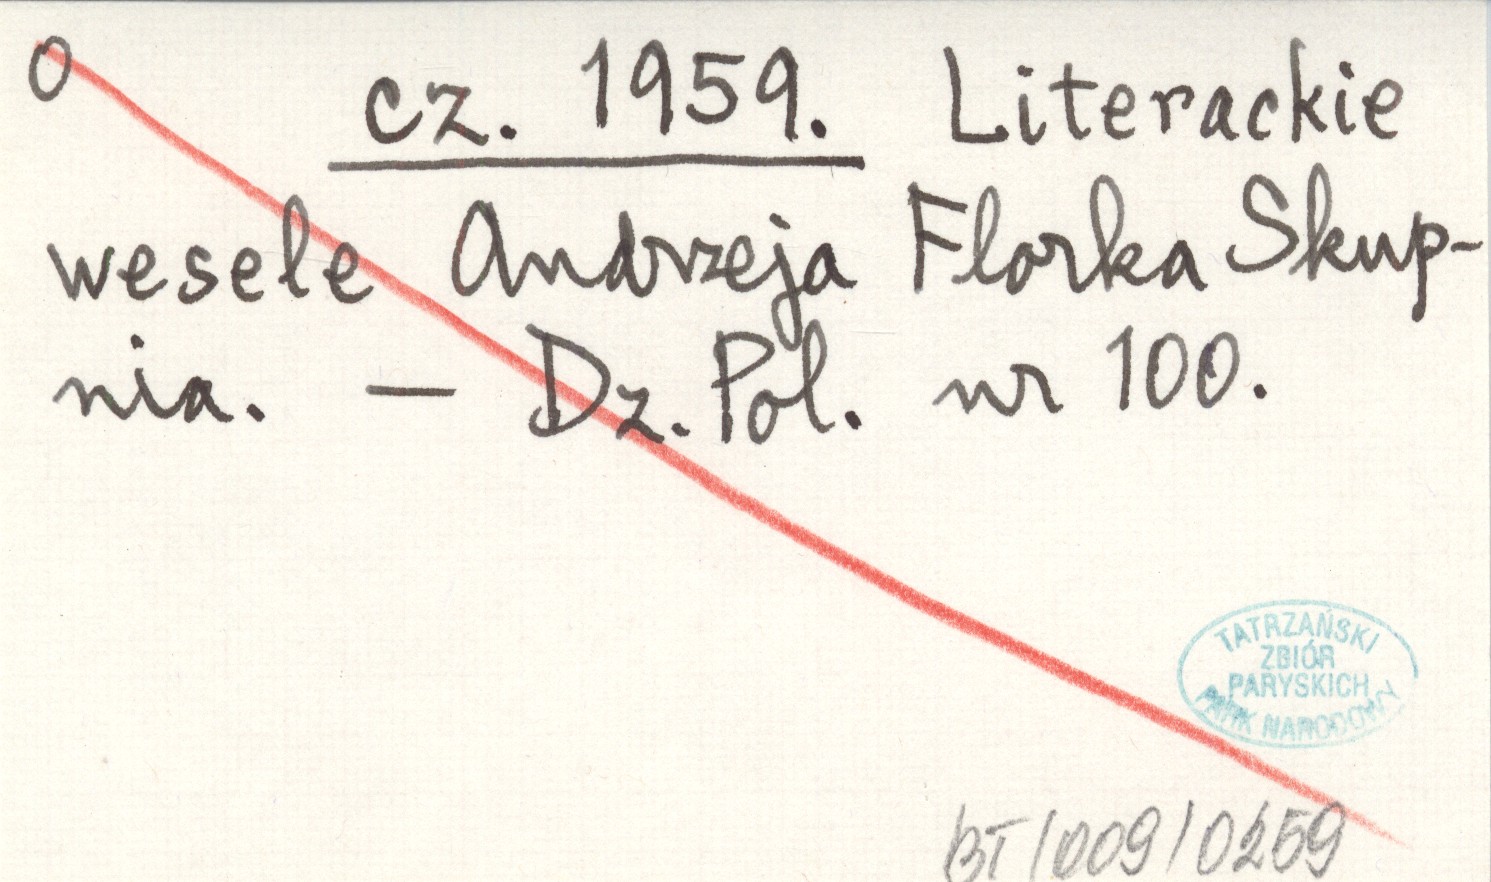 O
cz. 1959. Literackie
wesele Andrzeja Florka Skup-
nia. — Dz. Pol. nr 100.
TATRZAŃSKI
ZBIÓR
PARYSKICH
PARK NARODOWY
BT/009/0259